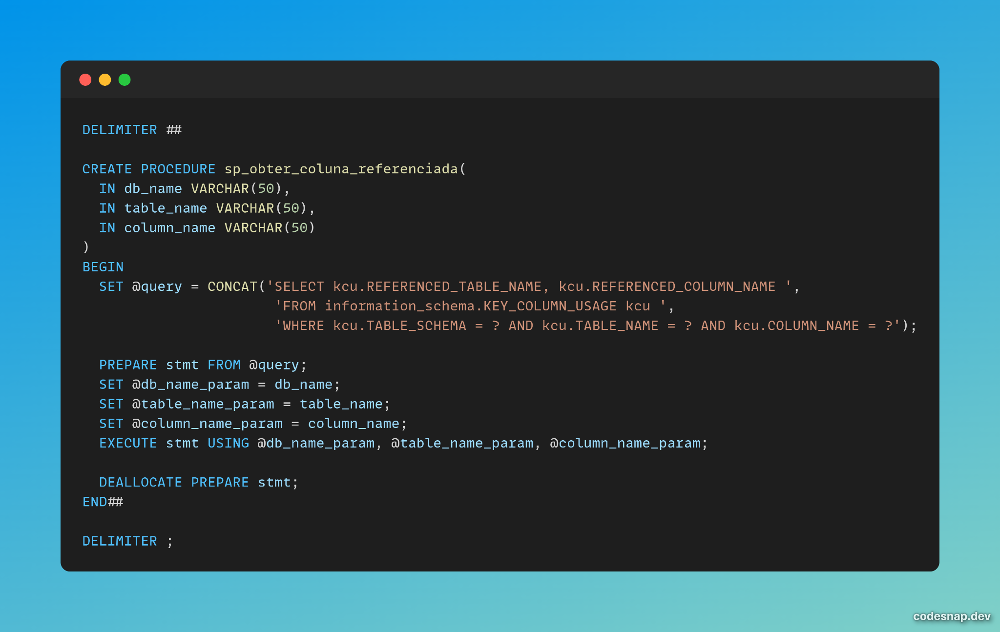 DELIMITER ##
CREATE PROCEDURE sp_obter_coluna_referenciada(
  IN db_name VARCHAR(50),
  IN table_name VARCHAR(50),
  IN column_name VARCHAR(50)
)
BEGIN
  SET @query = CONCAT('SELECT kcu.REFERENCED_TABLE_NAME, kcu.REFERENCED_COLUMN_NAME ',
                       'FROM information_schema.KEY_COLUMN_USAGE kcu ',
                       'WHERE kcu.TABLE_SCHEMA = ? AND kcu.TABLE_NAME = ? AND kcu.COLUMN_NAME = ?');
  PREPARE stmt FROM @query;
  SET @db_name_param = db_name;
  SET @table_name_param = table_name;
  SET @column_name_param = column_name;
  EXECUTE stmt USING @db_name_param, @table_name_param, @column_name_param;
  DEALLOCATE PREPARE stmt;
END##
DELIMITER ;
codesnap.dev